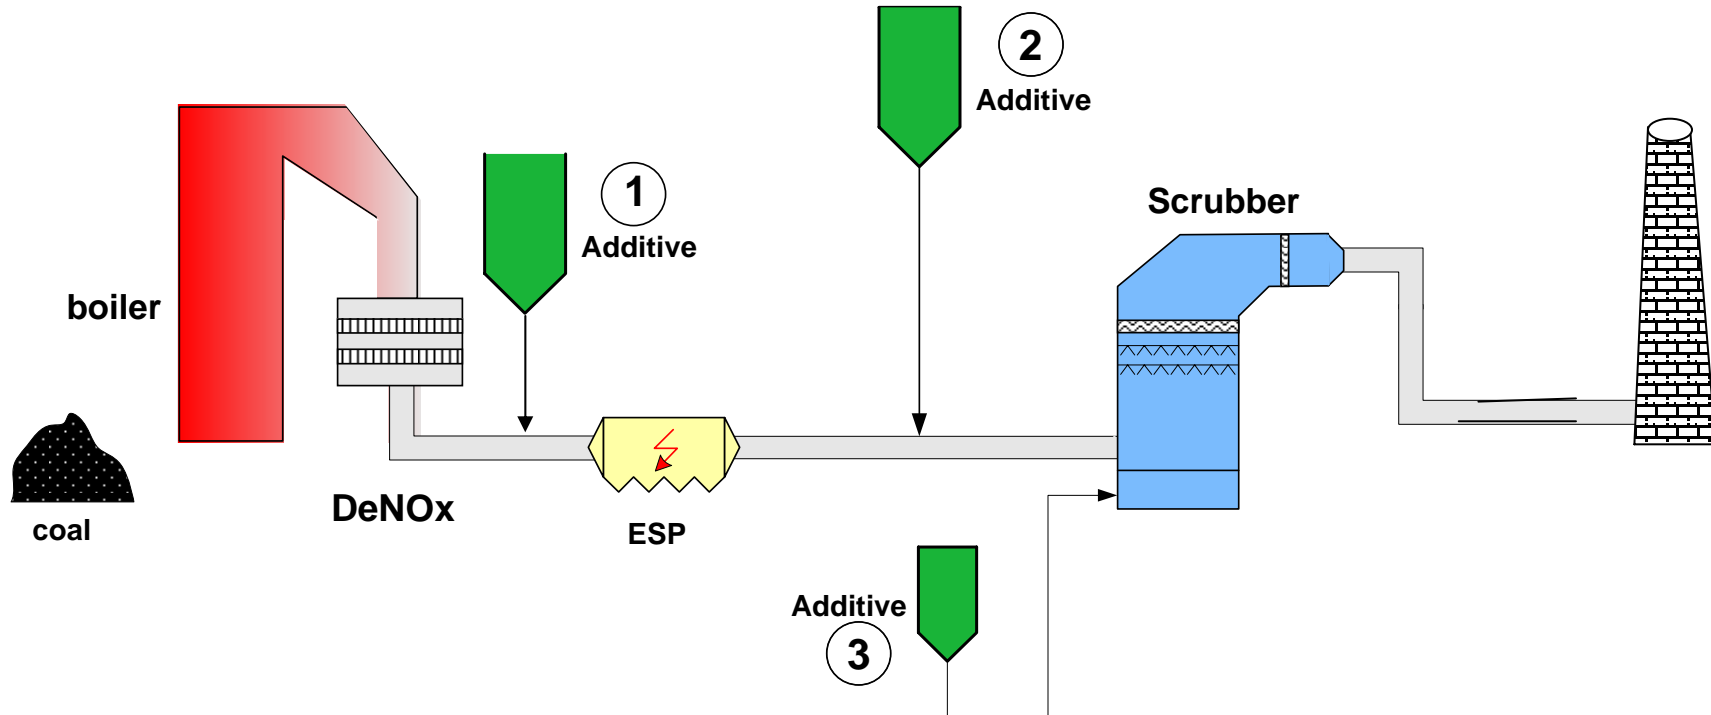 2
Additive
1
Additive
Scrubber
boiler
DeNOx
coal
ESP
Additive
3